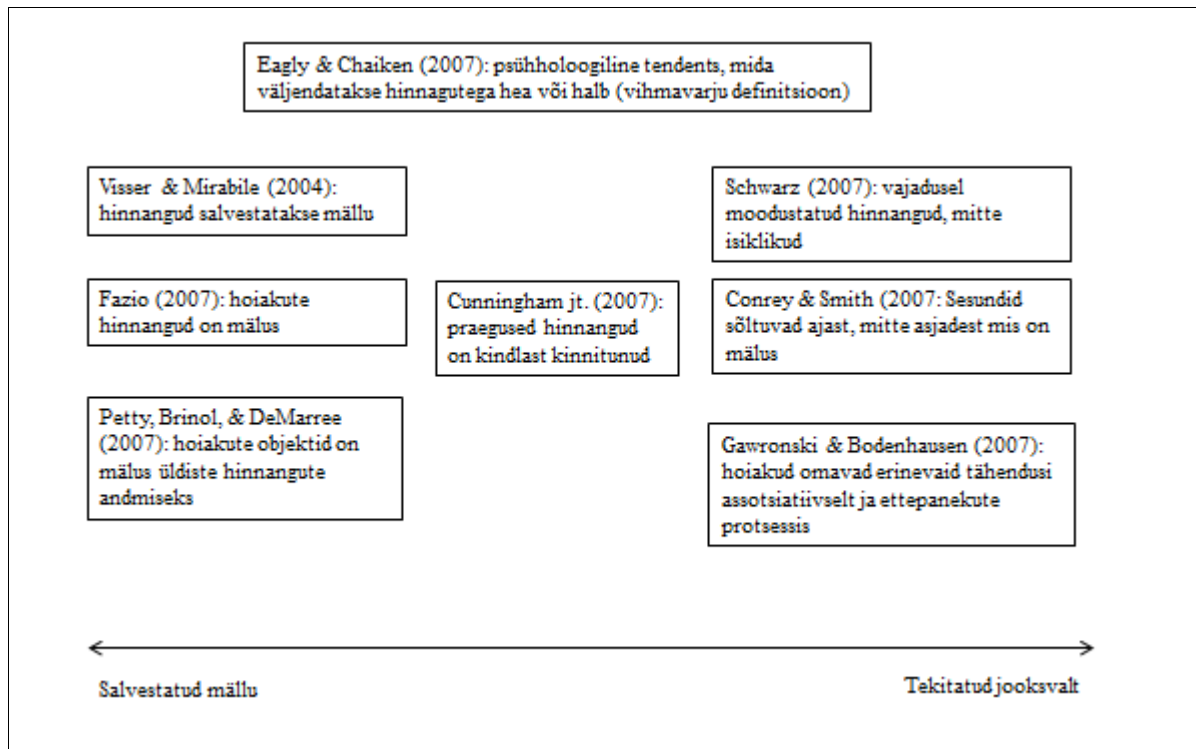 Eagly & Chaiken (2007): psühholoogiline tendents, mida
väljendatakse hinnagutega hea või halb (vihmavarju definitsioon)
Visser & Mirabile (2004):
hinnangud salvestatakse mällu
Schwarz (2007): vajadusel
moodustatud hinnangud, mitte
isiklikud
Fazio (2007): hoiakute
hinnangud on mälus
Cunningham jt. (2007):
praegused hinnangud
on kindlast kinnitunud
Conrey & Smith (2007: Sesundid
sõltuvad ajast, mitte asjadest mis on
mälus
Petty, Brinol, & DeMarree
(2007): hoiakute objektid on
mälus üldiste hinnangute
andmiseks
Gawronski & Bodenhausen (2007):
hoiakud omavad erinevaid tähendusi
assotsiatiivselt ja ettepanekute
protsessis
Salvestatud mällu
Tekitatud jooksvalt